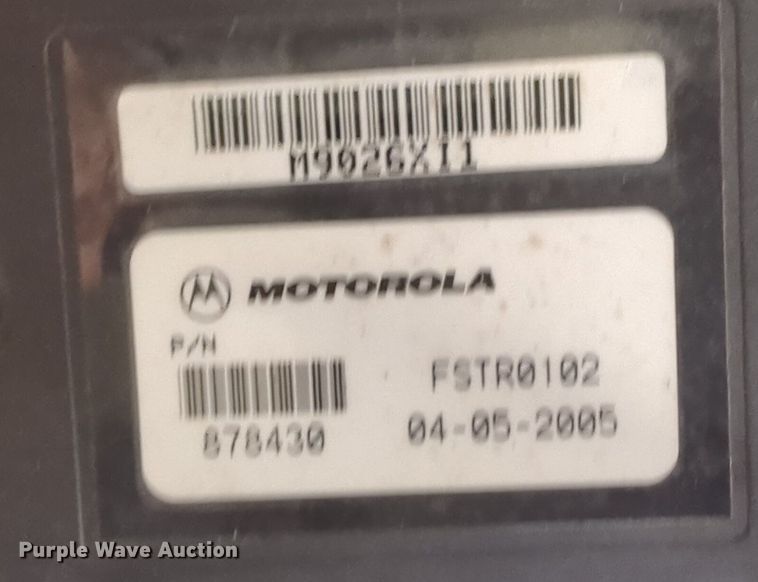 M9026XI1
MOTOROLA
P/N
878430
FSTR0102
04-05-2005
Purple Wave Auction